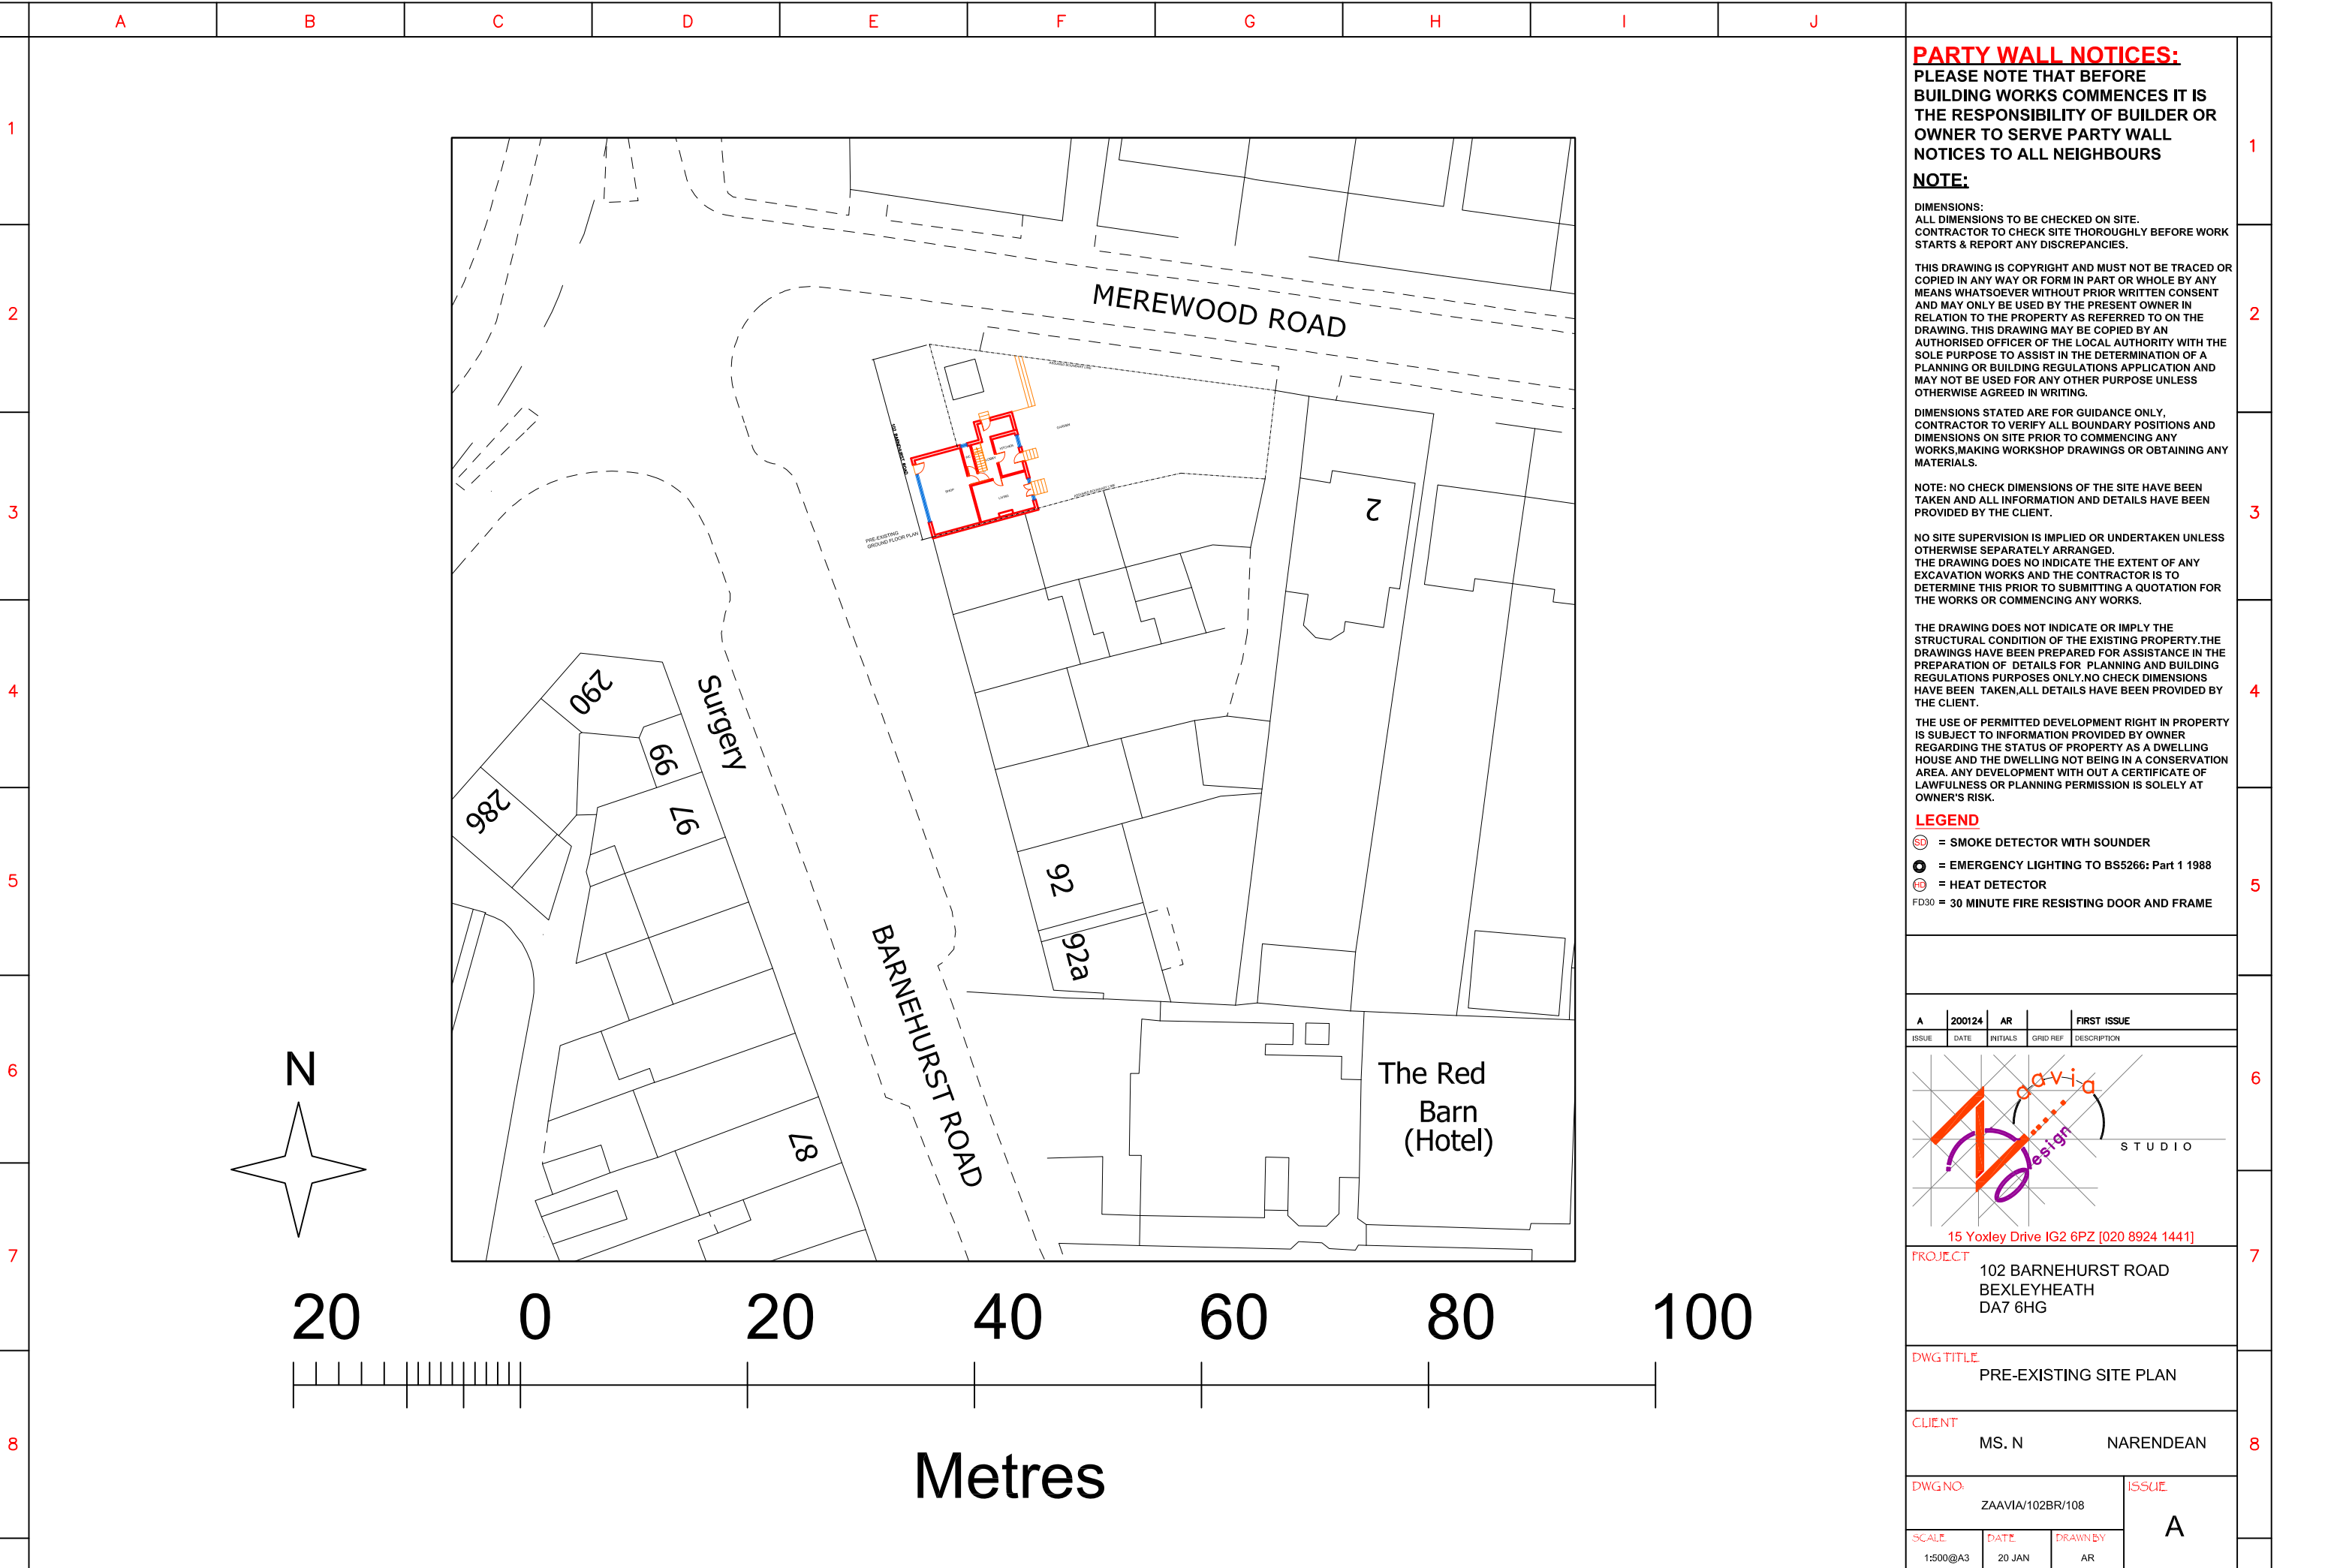 A B C D E F G H I J
1
2
3
4
5
6
7
8
MEREWOOD ROAD
102 BARNEHURST ROAD
SHOP
KITCHEN
LIVING
GARDEN
PRE-EXISTING
GROUND FLOOR PLAN
2
290
Surgery
99
286
97
92
92a
BARNEHURST ROAD
87
The Red
Barn
(Hotel)
N
20 0 20 40 60 80 100
Metres
PARTY WALL NOTICES:
PLEASE NOTE THAT BEFORE
BUILDING WORKS COMMENCES IT IS
THE RESPONSIBILITY OF BUILDER OR
OWNER TO SERVE PARTY WALL
NOTICES TO ALL NEIGHBOURS
NOTE:
DIMENSIONS:
ALL DIMENSIONS TO BE CHECKED ON SITE.
CONTRACTOR TO CHECK SITE THOROUGHLY BEFORE WORK
STARTS & REPORT ANY DISCREPANCIES.
THIS DRAWING IS COPYRIGHT AND MUST NOT BE TRACED OR
COPIED IN ANY WAY OR FORM IN PART OR WHOLE BY ANY
MEANS WHATSOEVER WITHOUT PRIOR WRITTEN CONSENT
AND MAY ONLY BE USED BY THE PRESENT OWNER IN
RELATION TO THE PROPERTY AS REFERRED TO ON THE
DRAWING. THIS DRAWING MAY BE COPIED BY AN
AUTHORISED OFFICER OF THE LOCAL AUTHORITY WITH THE
SOLE PURPOSE TO ASSIST IN THE DETERMINATION OF A
PLANNING OR BUILDING REGULATIONS APPLICATION AND
MAY NOT BE USED FOR ANY OTHER PURPOSE UNLESS
OTHERWISE AGREED IN WRITING.
DIMENSIONS STATED ARE FOR GUIDANCE ONLY,
CONTRACTOR TO VERIFY ALL BOUNDARY POSITIONS AND
DIMENSIONS ON SITE PRIOR TO COMMENCING ANY
WORKS,MAKING WORKSHOP DRAWINGS OR OBTAINING ANY
MATERIALS.
NOTE: NO CHECK DIMENSIONS OF THE SITE HAVE BEEN
TAKEN AND ALL INFORMATION AND DETAILS HAVE BEEN
PROVIDED BY THE CLIENT.
NO SITE SUPERVISION IS IMPLIED OR UNDERTAKEN UNLESS
OTHERWISE SEPARATELY ARRANGED.
THE DRAWING DOES NO INDICATE THE EXTENT OF ANY
EXCAVATION WORKS AND THE CONTRACTOR IS TO
DETERMINE THIS PRIOR TO SUBMITTING A QUOTATION FOR
THE WORKS OR COMMENCING ANY WORKS.
THE DRAWING DOES NOT INDICATE OR IMPLY THE
STRUCTURAL CONDITION OF THE EXISTING PROPERTY.THE
DRAWINGS HAVE BEEN PREPARED FOR ASSISTANCE IN THE
PREPARATION OF DETAILS FOR PLANNING AND BUILDING
REGULATIONS PURPOSES ONLY.NO CHECK DIMENSIONS
HAVE BEEN TAKEN,ALL DETAILS HAVE BEEN PROVIDED BY
THE CLIENT.
THE USE OF PERMITTED DEVELOPMENT RIGHT IN PROPERTY
IS SUBJECT TO INFORMATION PROVIDED BY OWNER
REGARDING THE STATUS OF PROPERTY AS A DWELLING
HOUSE AND THE DWELLING NOT BEING IN A CONSERVATION
AREA. ANY DEVELOPMENT WITH OUT A CERTIFICATE OF
LAWFULNESS OR PLANNING PERMISSION IS SOLELY AT
OWNER'S RISK.
LEGEND
SD = SMOKE DETECTOR WITH SOUNDER
= EMERGENCY LIGHTING TO BS5266: Part 1 1988
HD = HEAT DETECTOR
FD30 = 30 MINUTE FIRE RESISTING DOOR AND FRAME
A 200124 AR FIRST ISSUE
ISSUE DATE INITIALS GRID REF DESCRIPTION
aavia
Design
STUDIO
15 Yoxley Drive IG2 6PZ [020 8924 1441]
PROJECT
102 BARNEHURST ROAD
BEXLEYHEATH
DA7 6HG
DWG TITLE
PRE-EXISTING SITE PLAN
CLIENT
MS. N NARENDEAN
DWG NO.
ZAAVIA/102BR/108
ISSUE
A
SCALE DATE DRAWN BY
1:500@A3 20 JAN AR
1
2
3
4
5
6
7
8